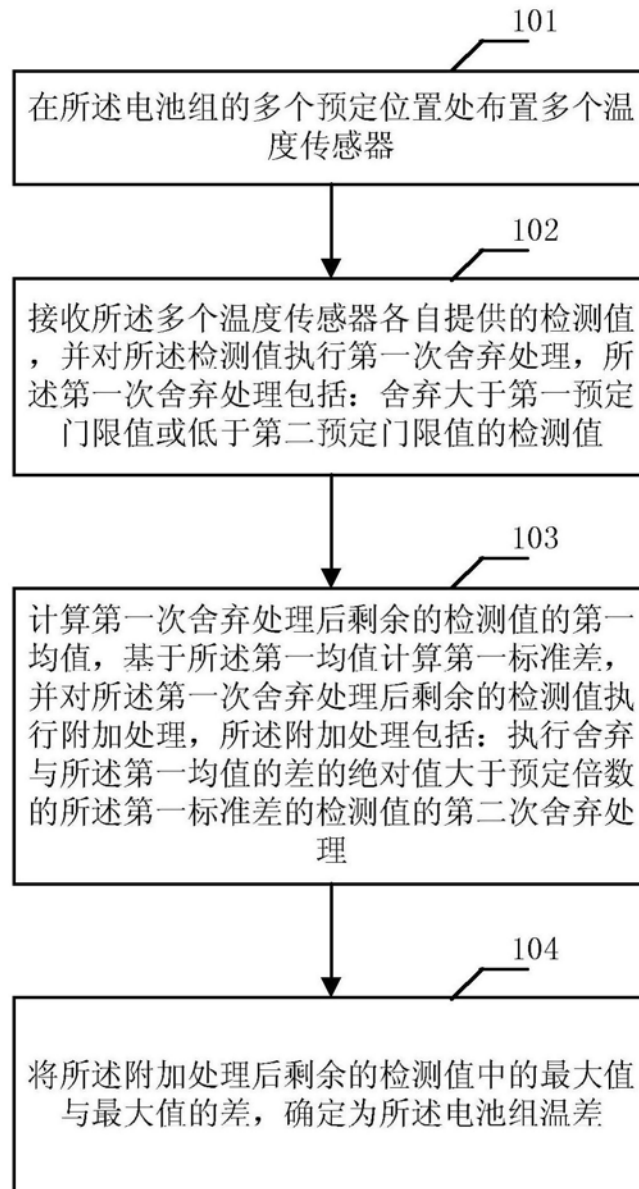 101
在所述电池组的多个预定位置处布置多个温
度传感器
102
接收所述多个温度传感器各自提供的检测值
，并对所述检测值执行第一次舍弃处理，所
述第一次舍弃处理包括：舍弃大于第一预定
门限值或低于第二预定门限值的检测值
103
计算第一次舍弃处理后剩余的检测值的第一
均值，基于所述第一均值计算第一标准差，
并对所述第一次舍弃处理后剩余的检测值执
行附加处理，所述附加处理包括：执行舍弃
与所述第一均值的差的绝对值大于预定倍数
的所述第一标准差的检测值的第二次舍弃处
理
104
将所述附加处理后剩余的检测值中的最大值
与最大值的差，确定为所述电池组温差